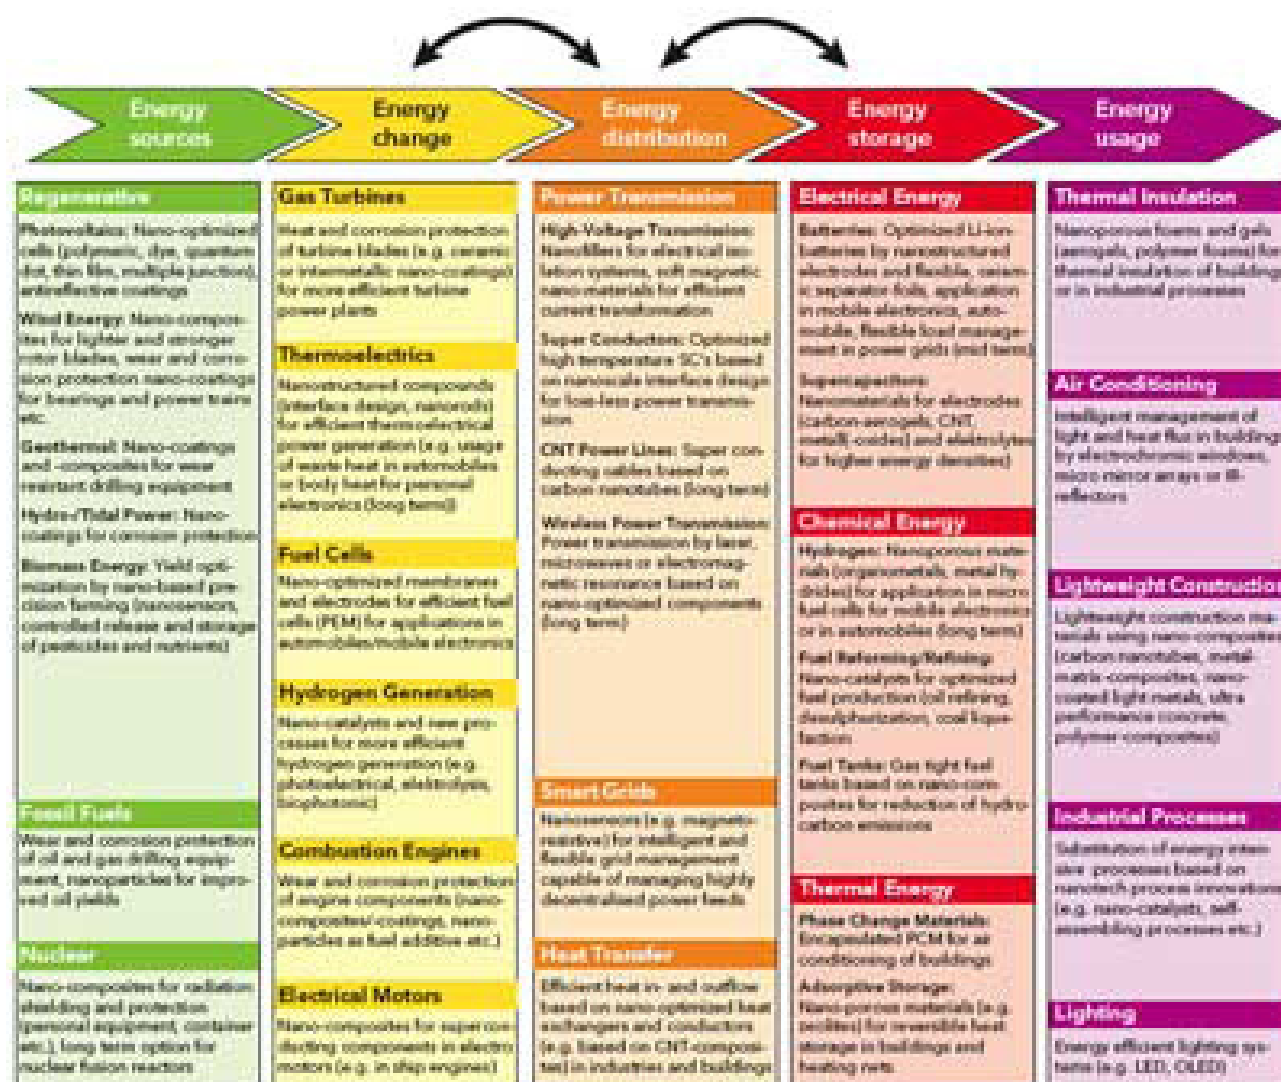 Energy
sources
Energy
change
Energy
distribution
Energy
storage
Energy
usage
Regenerative
Photovoltaics: Nano-optimized
cells (polymeric, dye, quantum
dot, thin film, multiple junction),
antireflective coatings
Wind Energy: Nano-compos-
ites for lighter and stronger
rotor blades, wear and corro-
sion protection nano-coatings
for bearings and power trains
etc.
Geothermal: Nano-coatings
and -composites for wear
resistant drilling equipment
Hydro-/Tidal Power: Nano-
coatings for corrosion protection
Biomass Energy: Yield opti-
mization by nano-based pre-
cision farming (nanosensors,
controlled release and storage
of pesticides and nutrients)
Fossil Fuels
Wear and corrosion protection
of oil and gas drilling equip-
ment, nanoparticles for impro-
ved oil yields
Nuclear
Nano-composites for radiation
shielding and protection
(personal equipment, container
etc.), long term option for
nuclear fusion reactors
Gas Turbines
Heat and corrosion protection
of turbine blades (e.g. ceramic
or intermetallic nano-coatings)
for more efficient turbine
power plants
Thermoelectrics
Nanostructured compounds
(interface design, nanorods)
for efficient thermoelectrical
power generation (e.g. usage
of waste heat in automobiles
or body heat for personal
electronics (long term))
Fuel Cells
Nano-optimized membranes
and electrodes for efficient fuel
cells (PEM) for applications in
automobiles/mobile electronics
Hydrogen Generation
Nano-catalysts and new pro-
cesses for more efficient
hydrogen generation (e.g.
photoelectrical, elektrolysis,
biophotonic)
Combustion Engines
Wear and corrosion protection
of engine components (nano-
composites/-coatings, nano-
particles as fuel additive etc.)
Electrical Motors
Nano-composites for supercon-
ducting components in electro
motors (e.g. in ship engines)
Power Transmission
High-Voltage Transmission:
Nanofillers for electrical iso-
lation systems, soft magnetic
nano-materials for efficient
current transformation
Super Conductors: Optimized
high temperature SC's based
on nanoscale interface design
for loss-less power transmis-
sion
CNT Power Lines: Super con-
ducting cables based on
carbon nanotubes (long term)
Wireless Power Transmission:
Power transmission by laser,
microwaves or electromag-
netic resonance based on
nano-optimized components
(long term)
Smart Grids
Nanosensors (e.g. magneto-
resistive) for intelligent and
flexible grid management
capable of managing highly
decentralised power feeds
Heat Transfer
Efficient heat in- and outflow
based on nano-optimized heat
exchangers and conductors
(e.g. based on CNT-composi-
tes) in industries and buildings
Electrical Energy
Batteries: Optimized Li-ion-
batteries by nanostructured
electrodes and flexible, ceram-
ic separator-foils, application
in mobile electronics, auto-
mobile, flexible load manage-
ment in power grids (mid term)
Supercapacitors:
Nanomaterials for electrodes
(carbon-aerogels, CNT,
metall(-oxides) and elektrolytes
for higher energy densities)
Chemical Energy
Hydrogen: Nanoporous mate-
rials (organometals, metal hy-
drides) for application in micro
fuel cells for mobile electronics
or in automobiles (long term)
Fuel Reforming/Refining:
Nano-catalysts for optimized
fuel production (oil refining,
desulphurization, coal lique-
faction
Fuel Tanks: Gas tight fuel
tanks based on nano-com-
posites for reduction of hydro-
carbon emissions
Thermal Energy
Phase Change Materials:
Encapsulated PCM for air
conditioning of buildings
Adsorptive Storage:
Nano-porous materials (e.g.
zeolites) for reversible heat
storage in buildings and
heating nets
Thermal Insulation
Nanoporous foams and gels
(aerogels, polymer foams) for
thermal insulation of building
or in industrial processes
Air Conditioning
Intelligent management of
light and heat flux in building
by electrochromic windows,
micro mirror arrays or IR-
reflectors
Lightweight Construction
Lightweight construction ma-
terials using nano-composites
(carbon nanotubes, metal-
matrix-composites, nano-
coated light metals, ultra
performance concrete,
polymer-composites)
Industrial Processes
Substitution of energy inten
sive processes based on
nanotech process innovations
(e.g. nano-catalysts, self-
assembling processes etc.)
Lighting
Energy efficient lighting sys-
tems (e.g. LED, OLED)